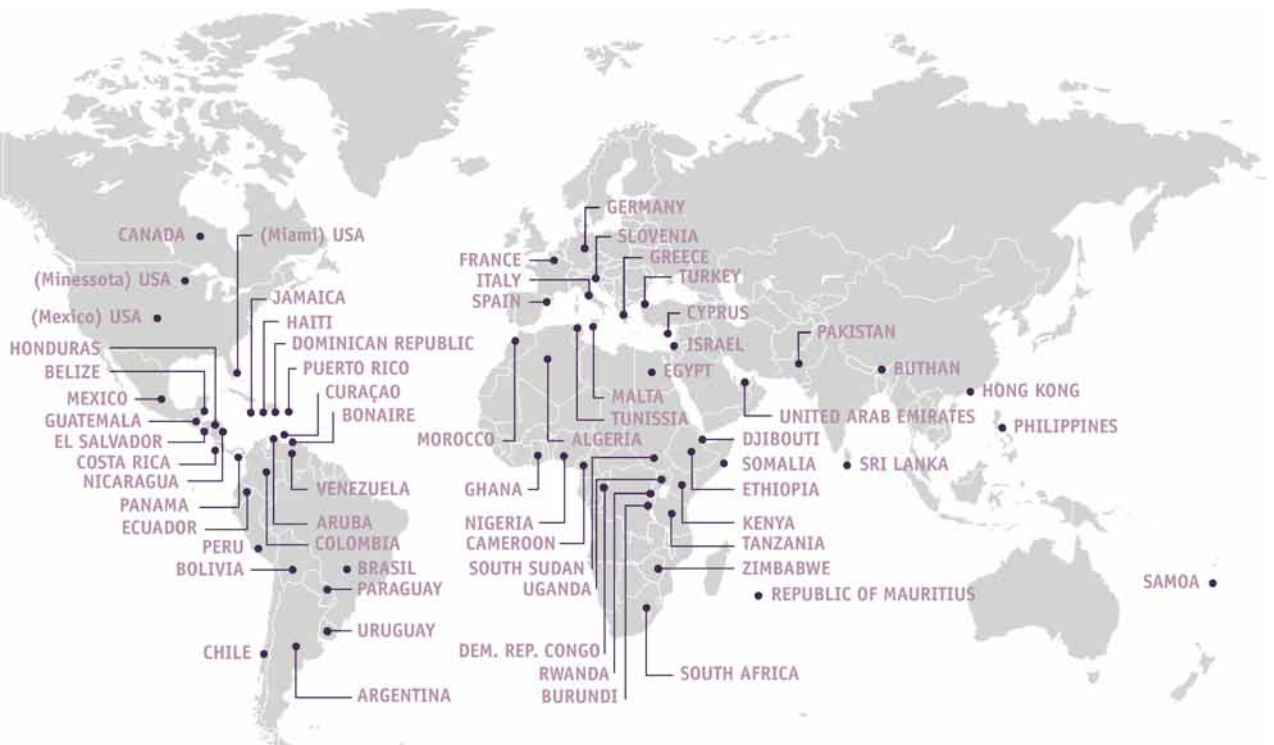 CANADA
(Miami) USA
(Minessota) USA
(Mexico) USA
JAMAICA
HAITI
HONDURAS
DOMINICAN REPUBLIC
BELIZE
PUERTO RICO
CURAÇAO
MEXICO
BONAIRE
GUATEMALA
EL SALVADOR
COSTA RICA
NICARAGUA
VENEZUELA
PANAMA
ECUADOR
ARUBA
PERU
COLOMBIA
BOLIVIA
BRASIL
PARAGUAY
URUGUAY
CHILE
ARGENTINA
GERMANY
SLOVENIA
FRANCE
GREECE
ITALY
TURKEY
SPAIN
CYPRUS
PAKISTAN
ISRAEL
EGYPT
BUTHAN
MALTA
HONG KONG
TUNISSIA
UNITED ARAB EMIRATES
PHILIPPINES
MOROCCO
ALGERIA
DJIBOUTI
SOMALIA
SRI LANKA
GHANA
ETHIOPIA
NIGERIA
KENYA
CAMEROON
TANZANIA
SOUTH SUDAN
ZIMBABWE
UGANDA
REPUBLIC OF MAURITIUS
SAMOA
DEM. REP. CONGO
RWANDA
SOUTH AFRICA
BURUNDI